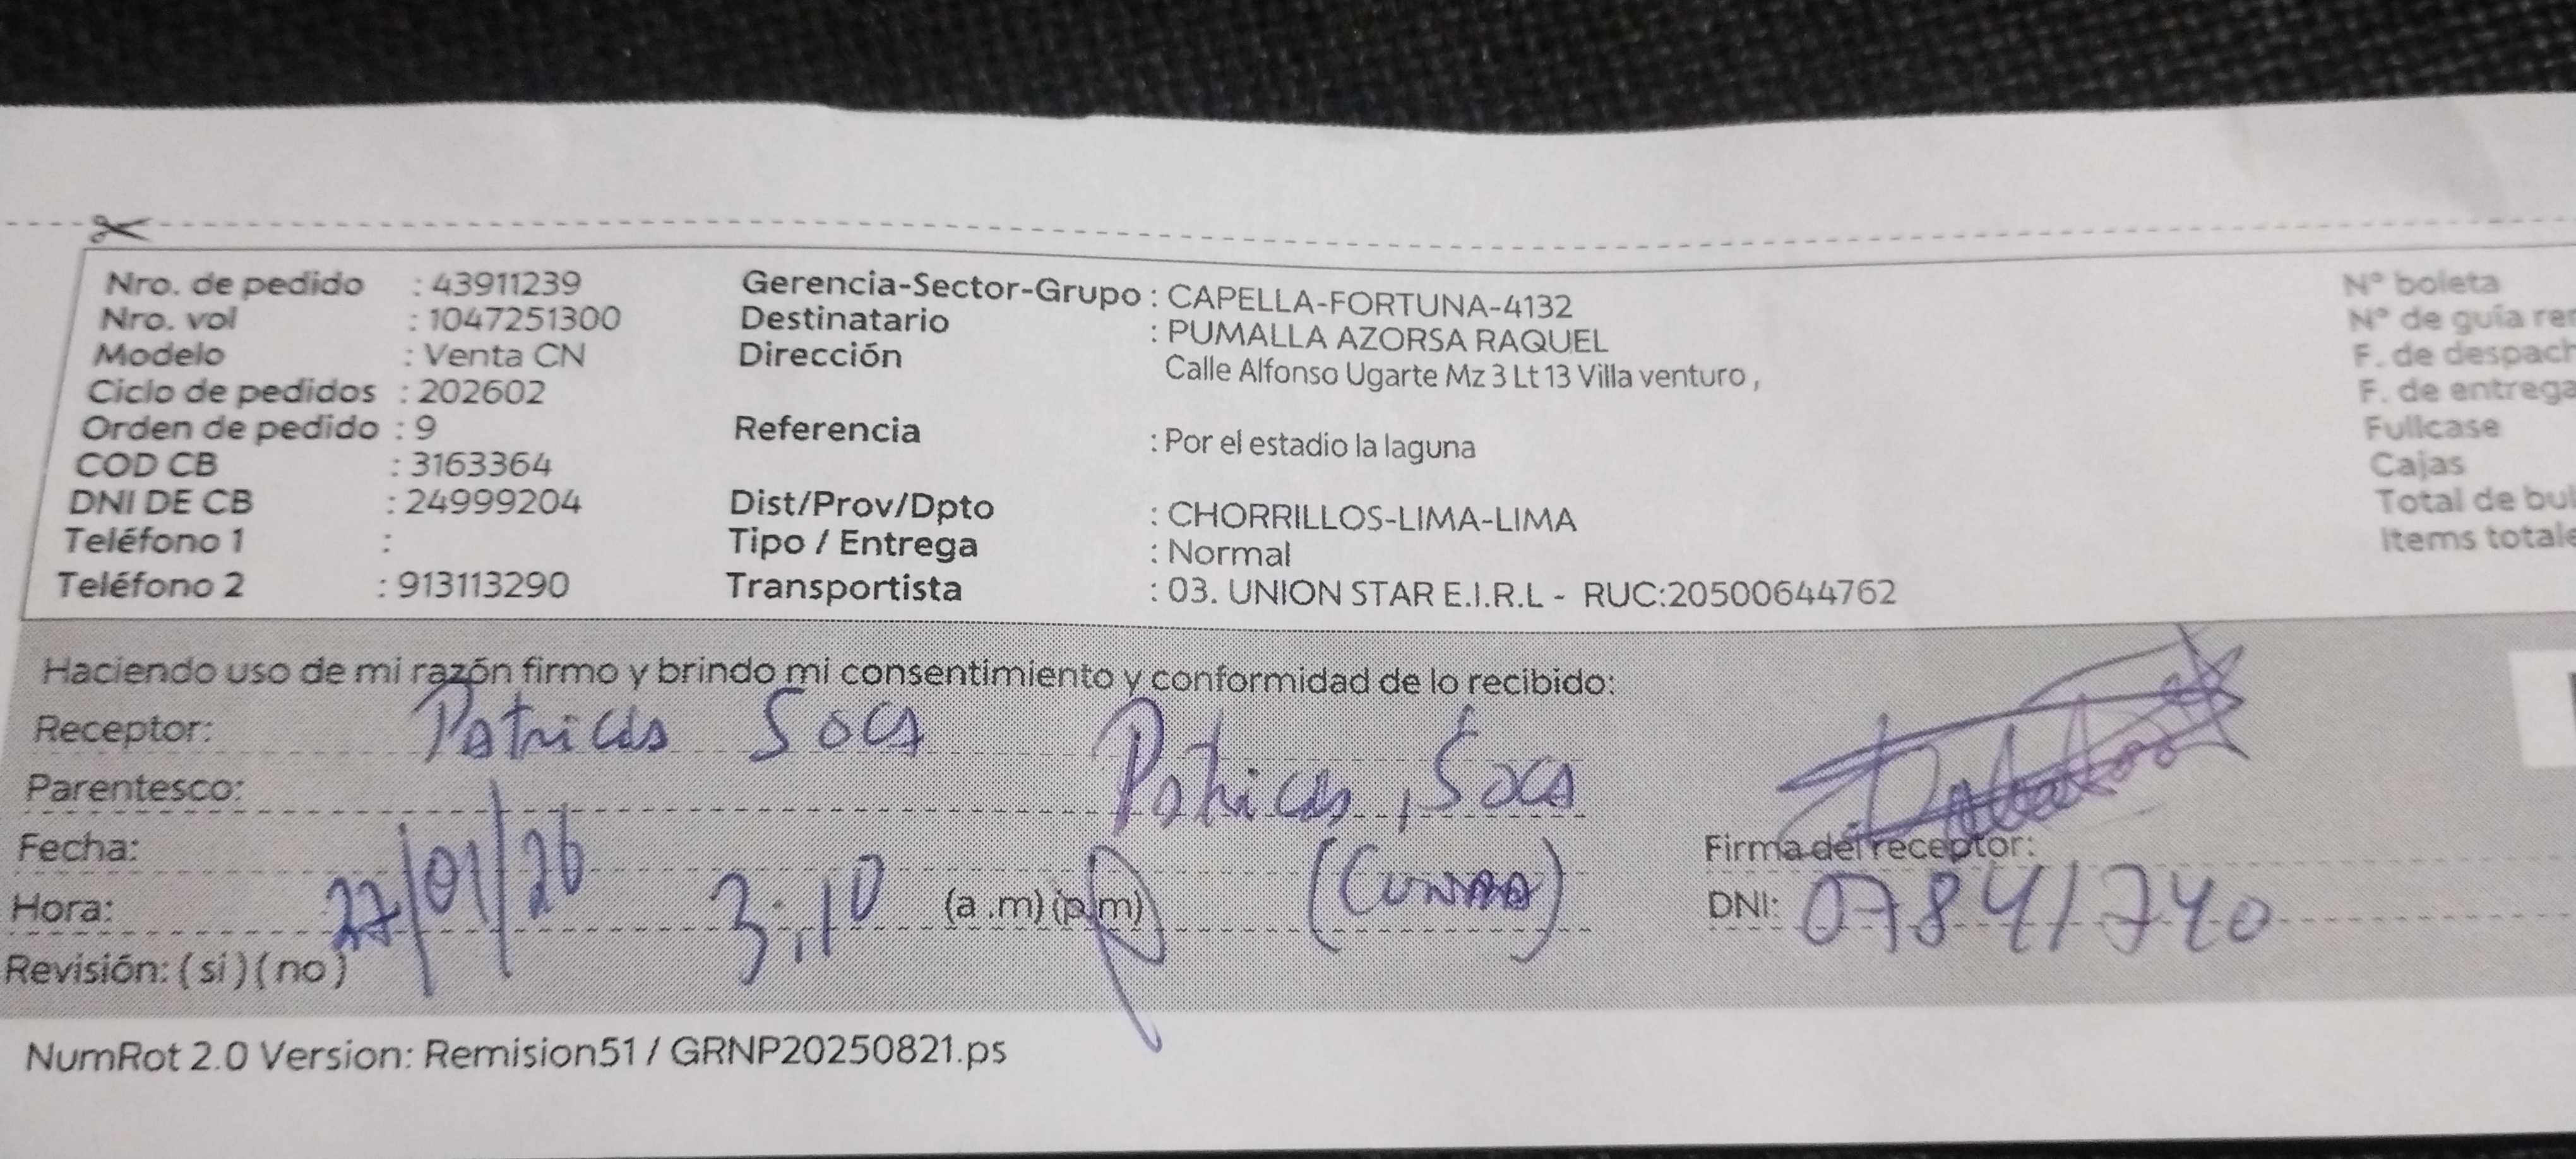 Nro. de pedido : 43911239
Nro. vol : 1047251300
Modelo : Venta CN
Ciclo de pedidos : 202602
Orden de pedido : 9
COD CB : 3163364
DNI DE CB : 24999204
Teléfono 1 :
Teléfono 2 : 913113290
Gerencia-Sector-Grupo : CAPELLA-FORTUNA-4132
Destinatario : PUMALLA AZORSA RAQUEL
Dirección Calle Alfonso Ugarte Mz 3 Lt 13 Villa venturo ,
Referencia : Por el estadio la laguna
Dist/Prov/Dpto : CHORRILLOS-LIMA-LIMA
Tipo / Entrega : Normal
Transportista : 03. UNION STAR E.I.R.L - RUC:20500644762
Nº boleta
Nº de guía rem
F. de despach
F. de entrega
Fullcase
Cajas
Total de bul
Items totale
Haciendo uso de mi razón firmo y brindo mi consentimiento y conformidad de lo recibido:
Receptor: Patricia Soca
Parentesco: Patricia Soca
Fecha: 27/01/26
Hora: 3:10 (a .m) (p.m)
Firma del receptor:
DNI: 07841740
Revisión: ( si ) ( no )
NumRot 2.0 Version: Remision51 / GRNP20250821.ps